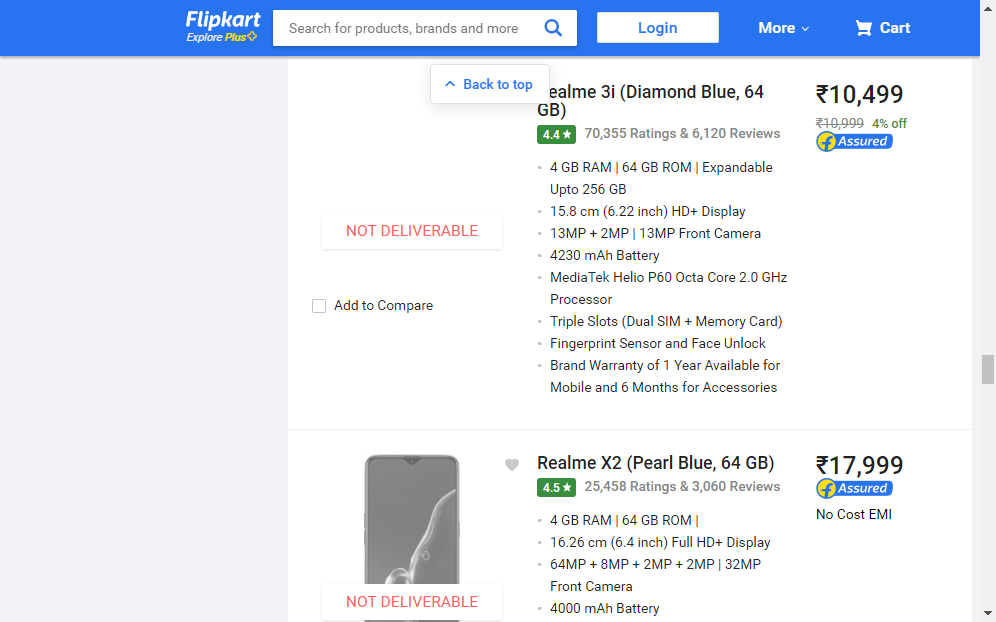 Flipkart
Explore Plus
Search for products, brands and more
Login
More
Cart
Back to top
ealme 3i (Diamond Blue, 64
GB)
₹10,499
₹10,999 4% off
Assured
4.4 ★ 70,355 Ratings & 6,120 Reviews
4 GB RAM | 64 GB ROM | Expandable
Upto 256 GB
15.8 cm (6.22 inch) HD+ Display
13MP + 2MP | 13MP Front Camera
4230 mAh Battery
MediaTek Helio P60 Octa Core 2.0 GHz
Processor
Triple Slots (Dual SIM + Memory Card)
Fingerprint Sensor and Face Unlock
Brand Warranty of 1 Year Available for
Mobile and 6 Months for Accessories
NOT DELIVERABLE
Add to Compare
Realme X2 (Pearl Blue, 64 GB)
₹17,999
Assured
No Cost EMI
4.5 ★ 25,458 Ratings & 3,060 Reviews
4 GB RAM | 64 GB ROM |
16.26 cm (6.4 inch) Full HD+ Display
64MP + 8MP + 2MP + 2MP | 32MP
Front Camera
4000 mAh Battery
NOT DELIVERABLE